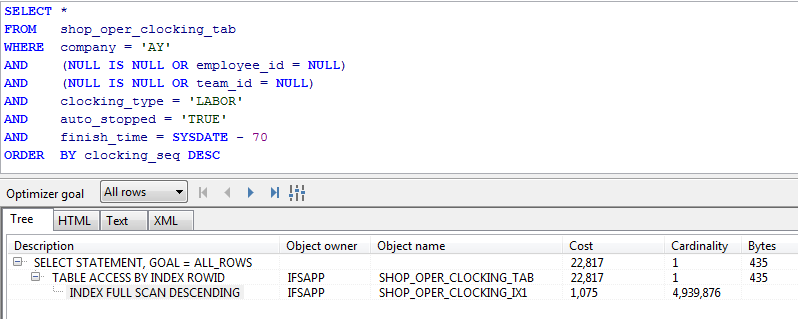 SELECT *
FROM shop_oper_clocking_tab
WHERE company = 'AY'
AND (NULL IS NULL OR employee_id = NULL)
AND (NULL IS NULL OR team_id = NULL)
AND clocking_type = 'LABOR'
AND auto_stopped = 'TRUE'
AND finish_time = SYSDATE - 70
ORDER BY clocking_seq DESC
Optimizer goal All rows
Tree HTML Text XML
Description Object owner Object name Cost Cardinality Bytes
SELECT STATEMENT, GOAL = ALL_ROWS 22,817 1 435
TABLE ACCESS BY INDEX ROWID IFSAPP SHOP_OPER_CLOCKING_TAB 22,817 1 435
INDEX FULL SCAN DESCENDING IFSAPP SHOP_OPER_CLOCKING_IX1 1,075 4,939,876